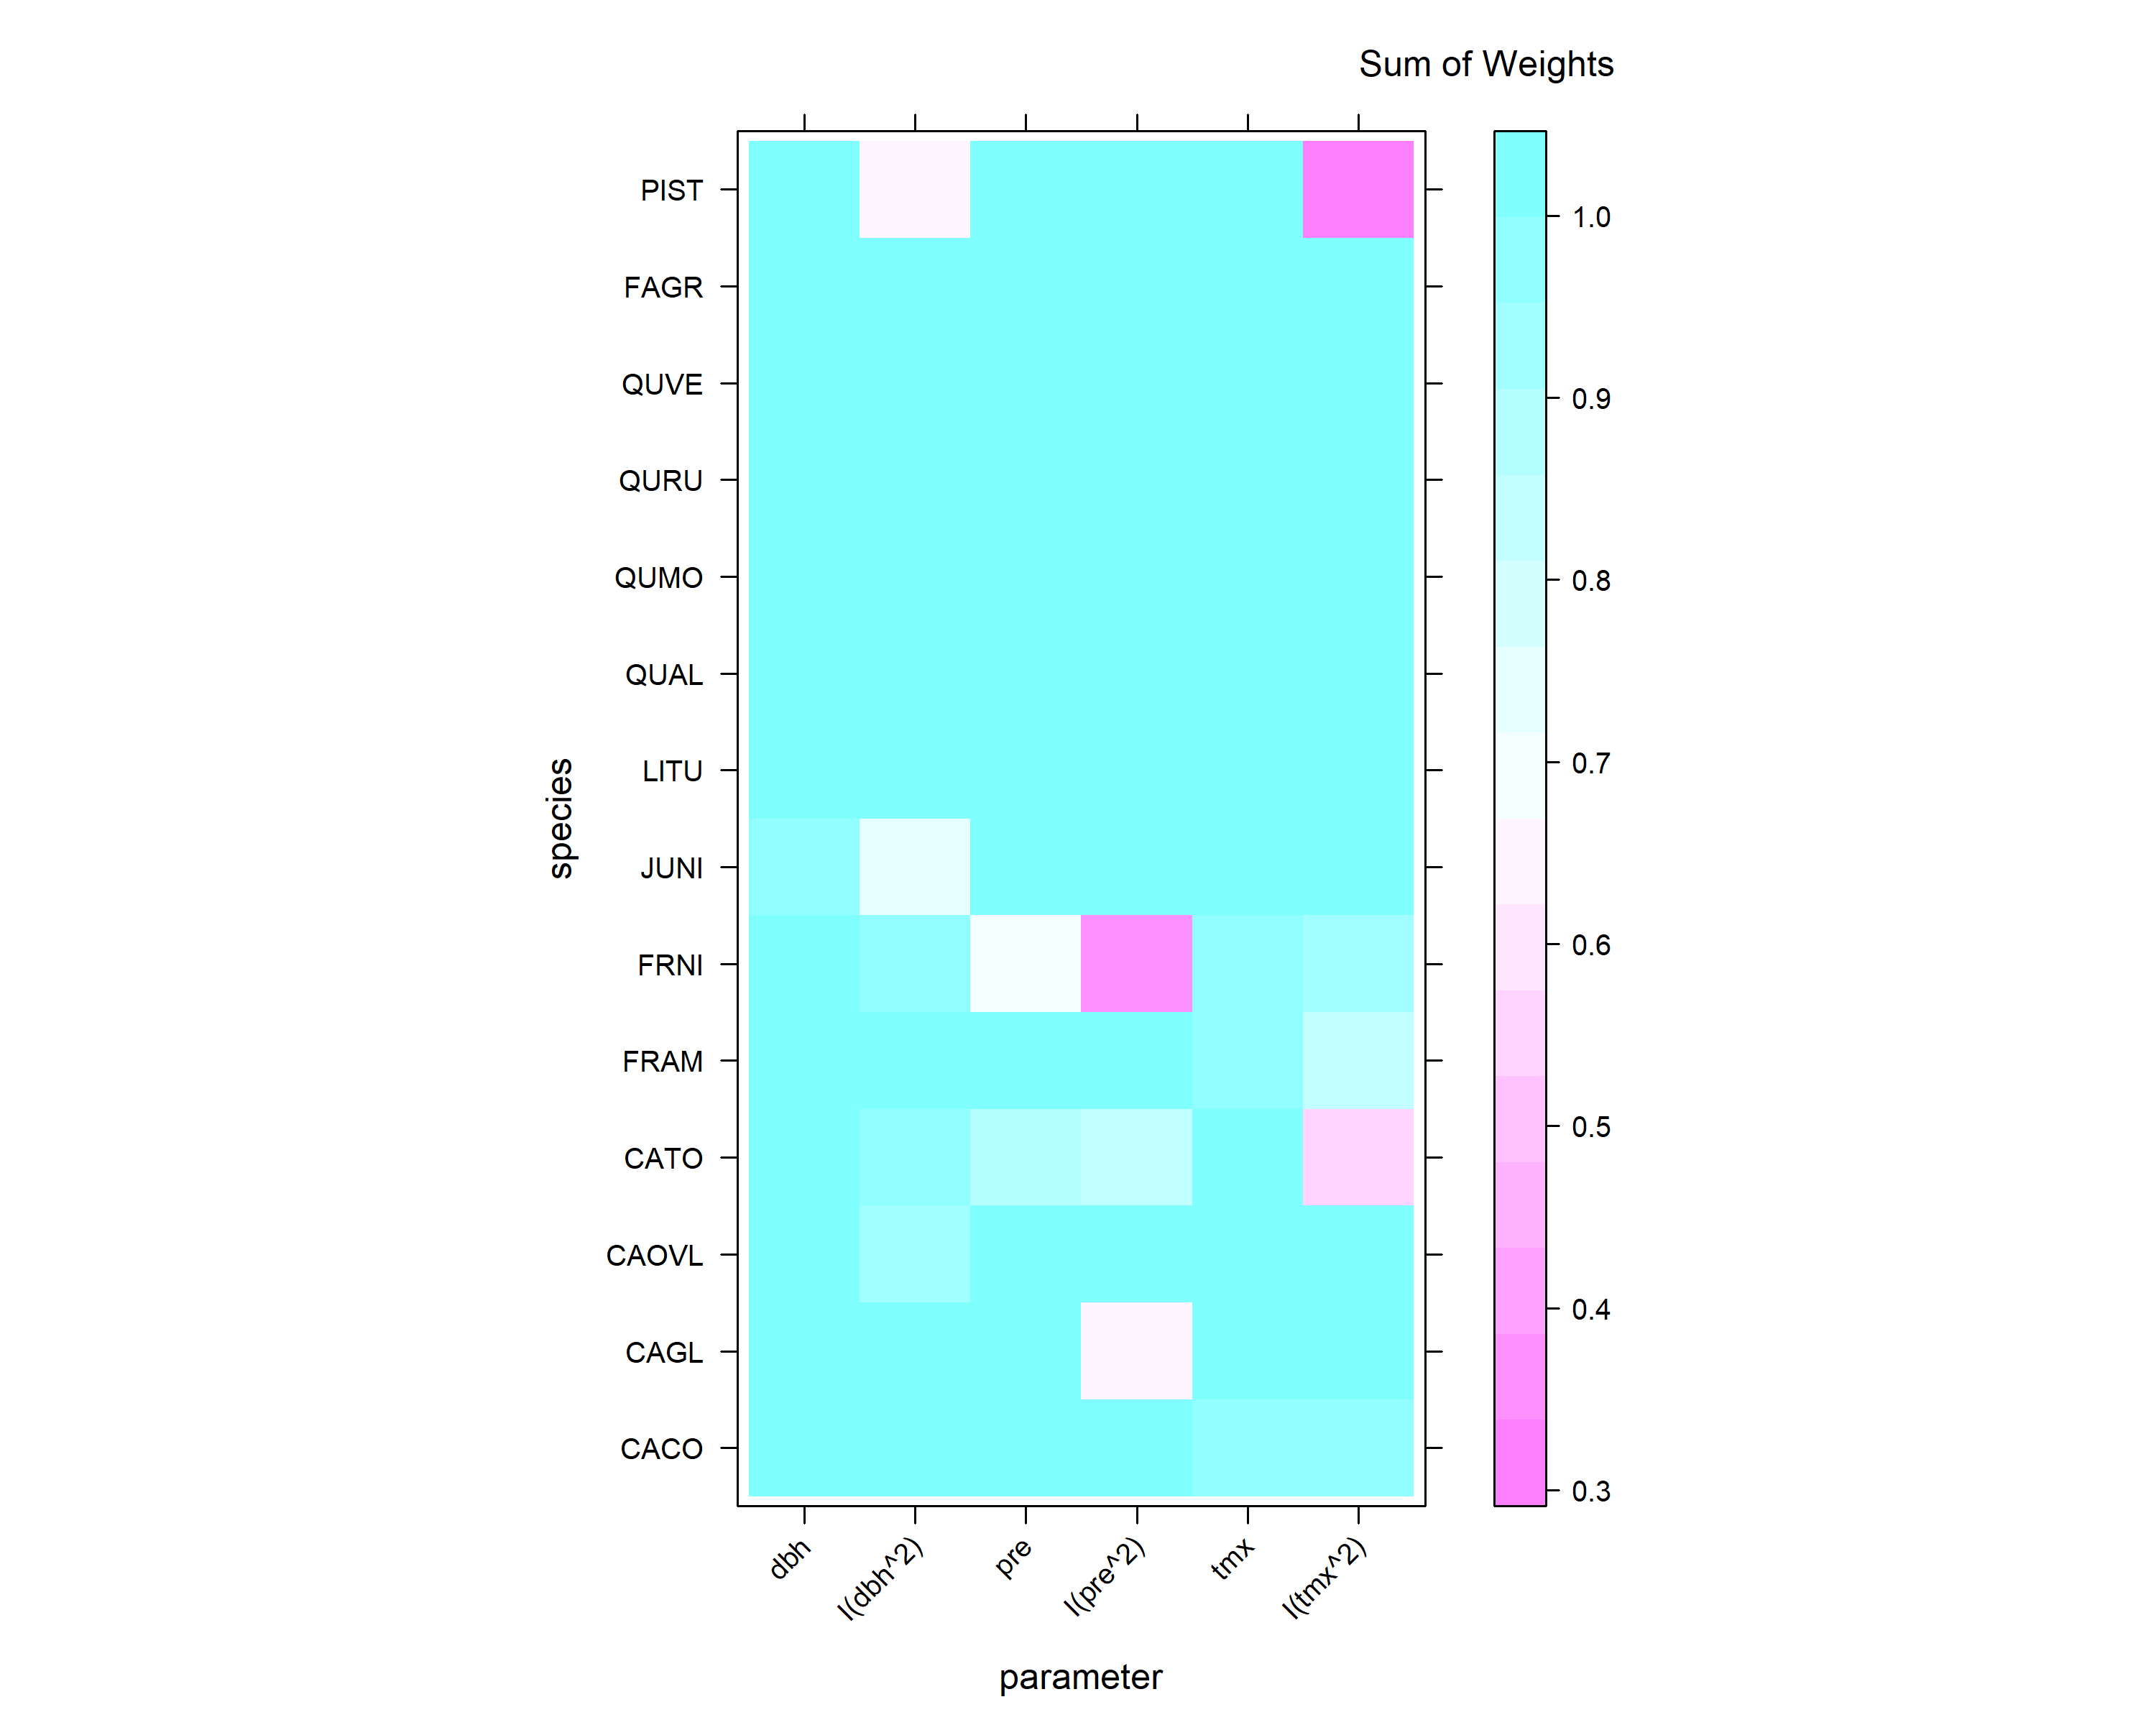 Sum of Weights
PIST
FAGR
QUVE
QURU
QUMO
QUAL
LITU
JUNI
FRNI
FRAM
CATO
CAOVL
CAGL
CACO
species
1.0
0.9
0.8
0.7
0.6
0.5
0.4
0.3
dbh
I(dbh^2)
pre
I(pre^2)
tmx
I(tmx^2)
parameter